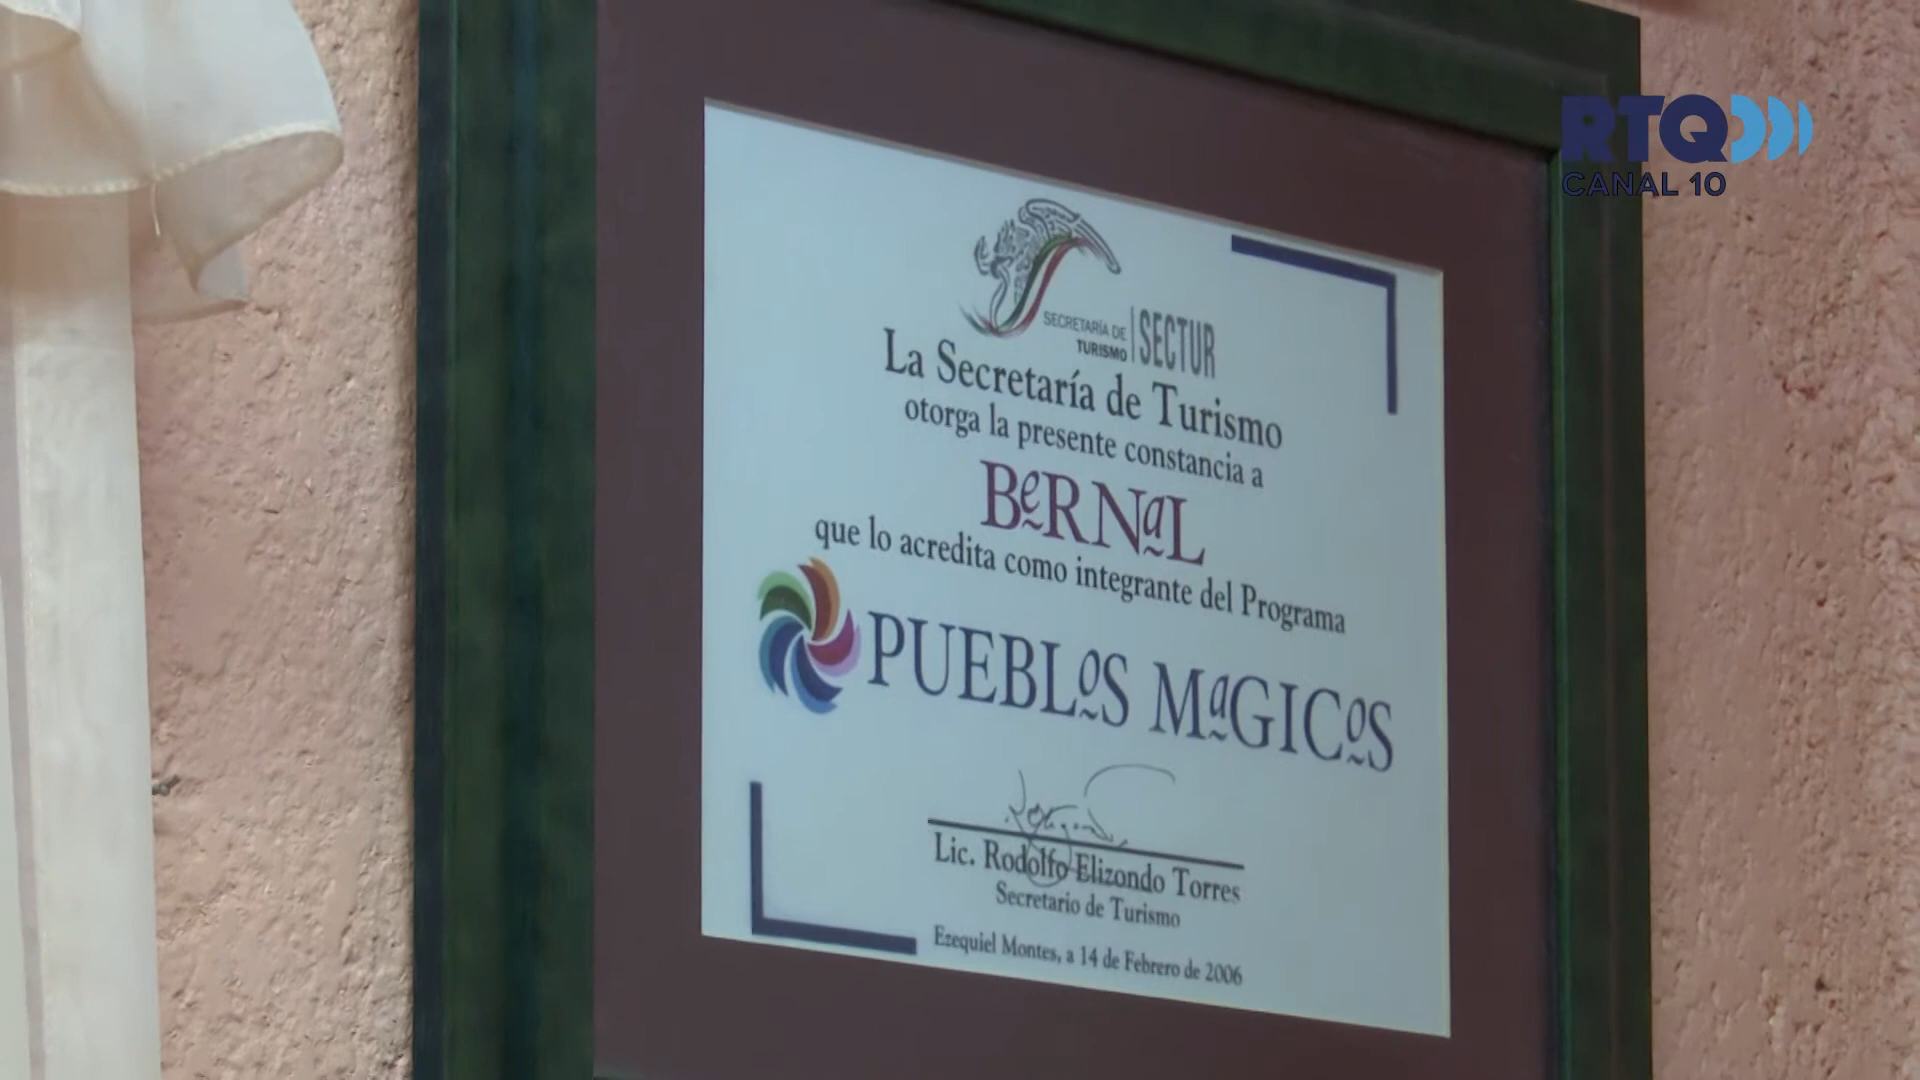 RTQ
CANAL 10
SECRETARÍA DE
TURISMO
SECTUR
La Secretaría de Turismo
otorga la presente constancia a
BeRNaL
que lo acredita como integrante del Programa
PUEBLoS MaGICoS
Lic. Rodolfo Elizondo Torres
Secretario de Turismo
Ezequiel Montes, a 14 de Febrero de 2006